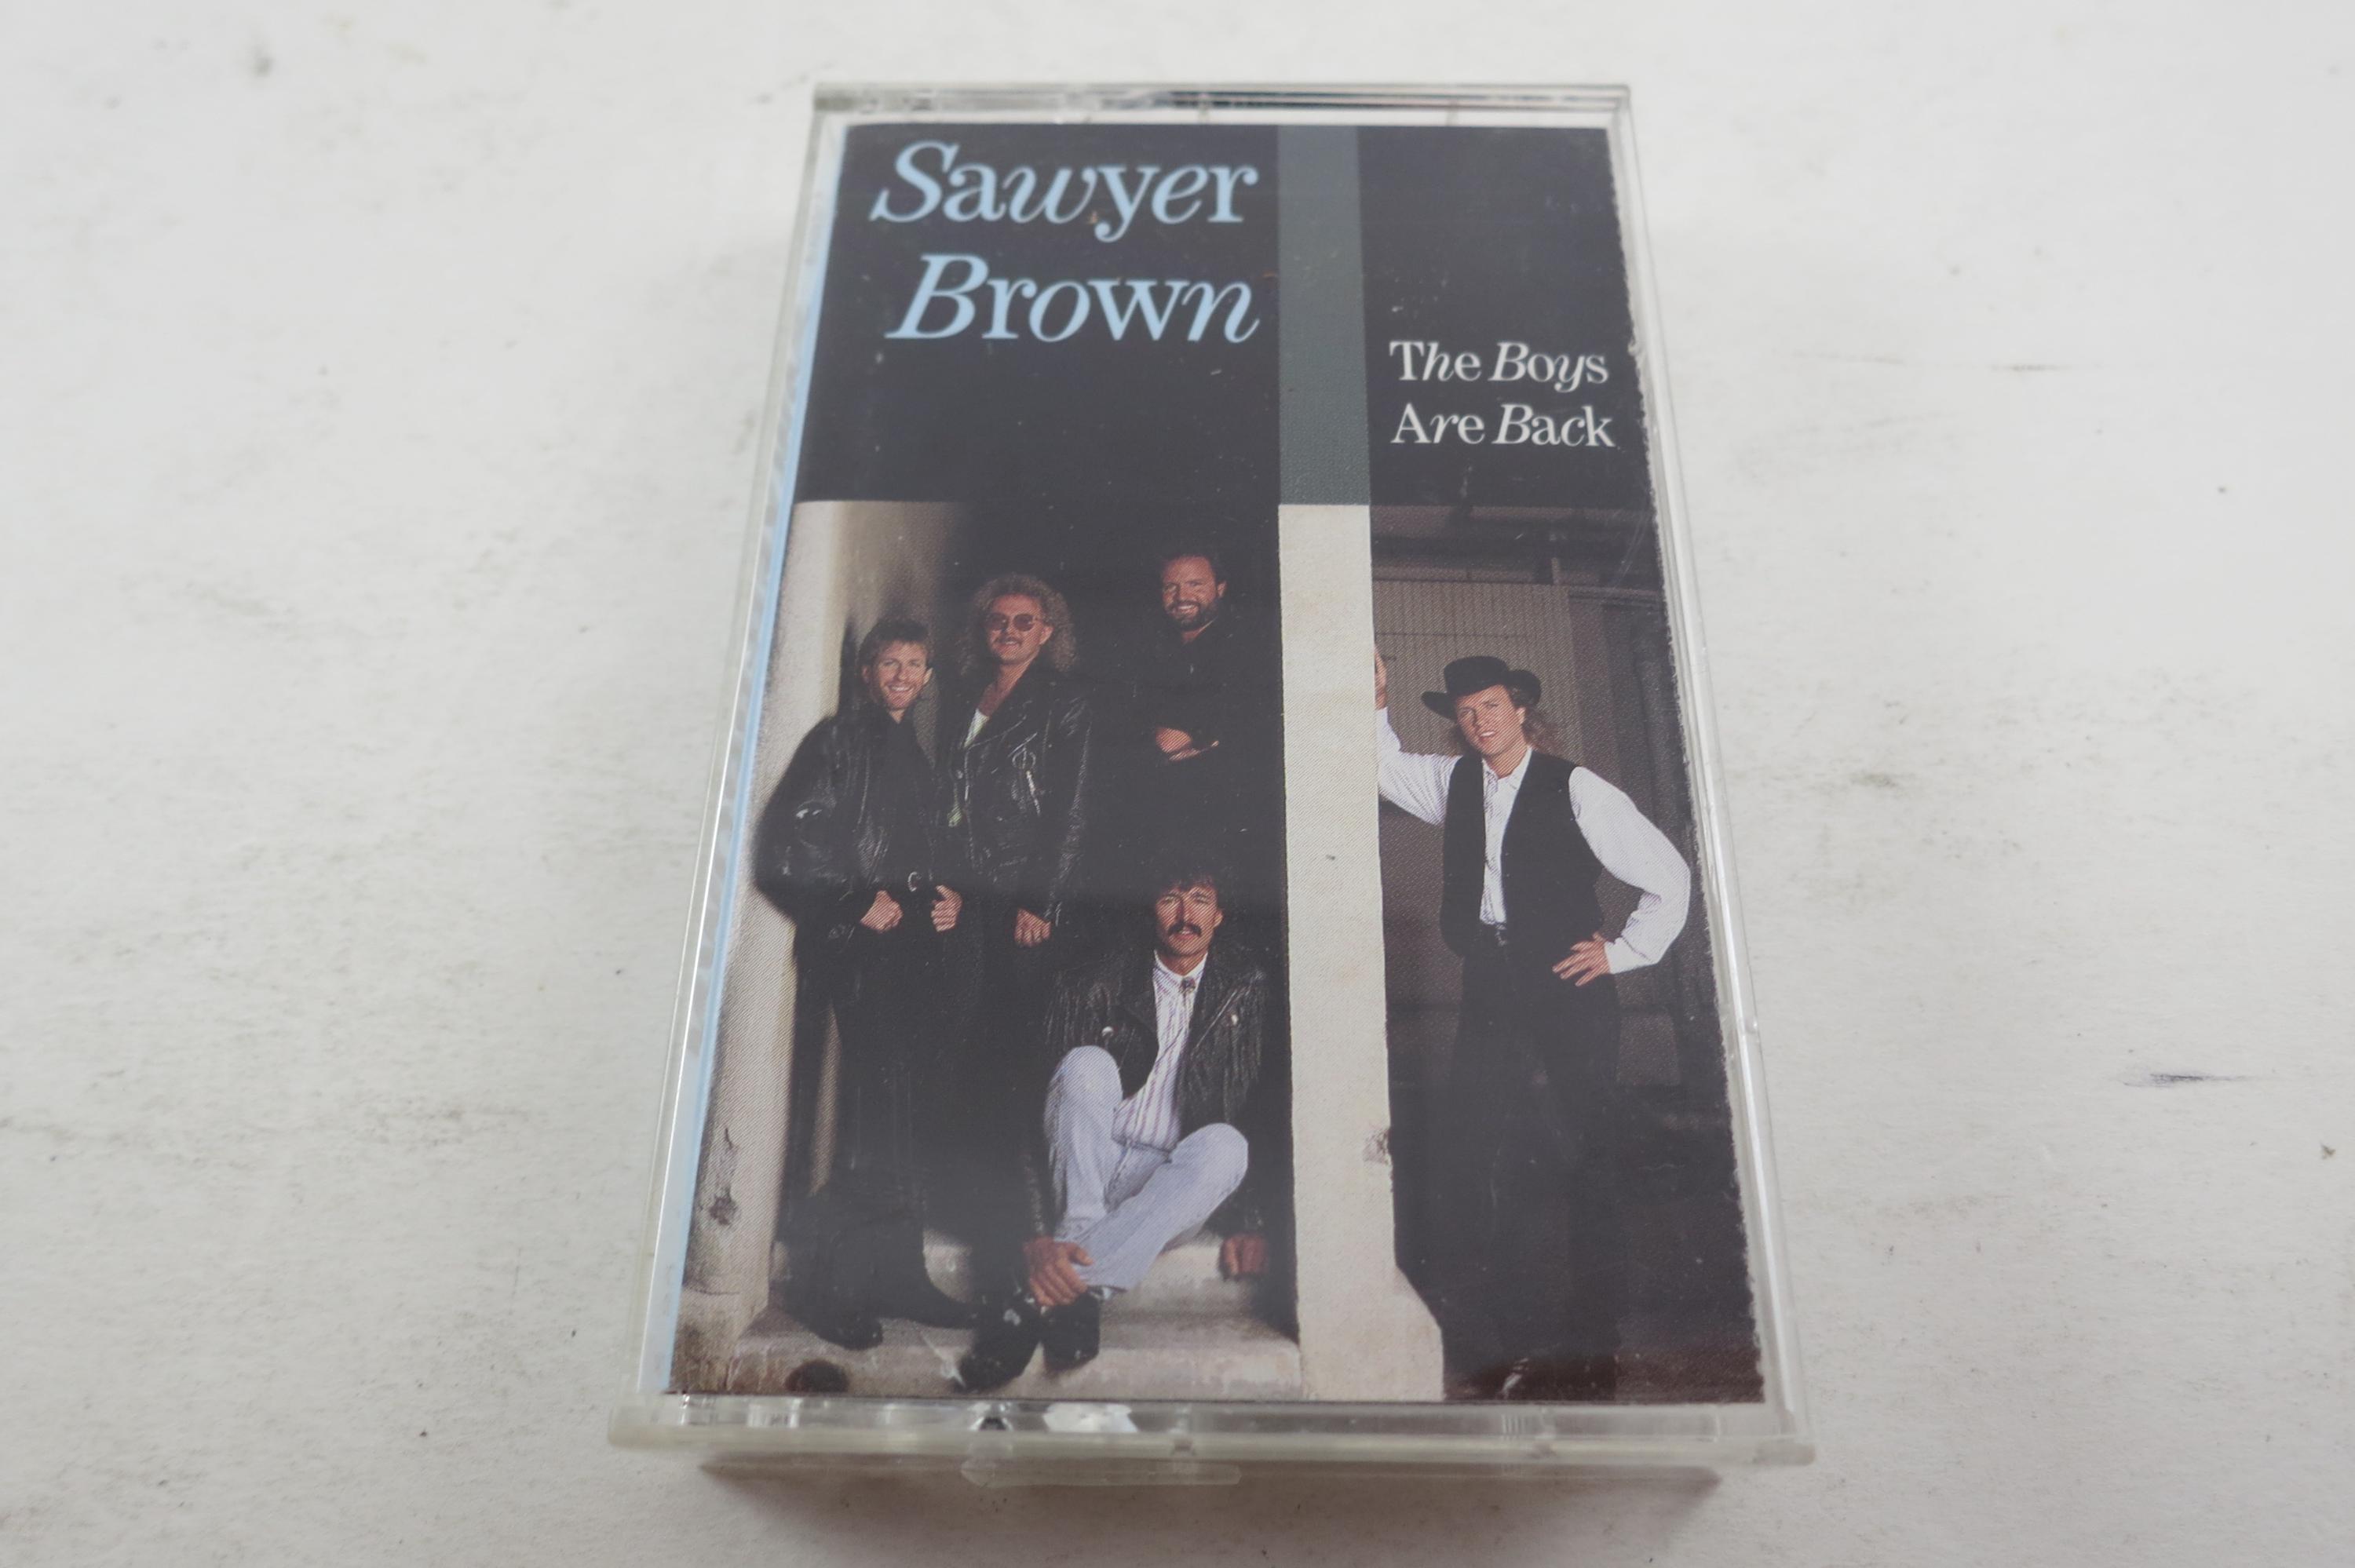 Sawyer
Brown
The Boys
Are Back